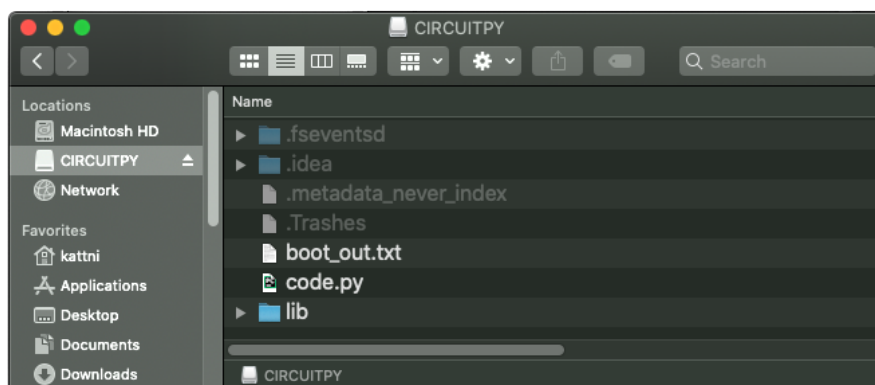 CIRCUITPY
Search
Locations
Macintosh HD
CIRCUITPY
Network
Favorites
kattni
Applications
Desktop
Documents
Downloads
Name
.fseventsd
.idea
.metadata_never_index
.Trashes
boot_out.txt
code.py
lib
CIRCUITPY